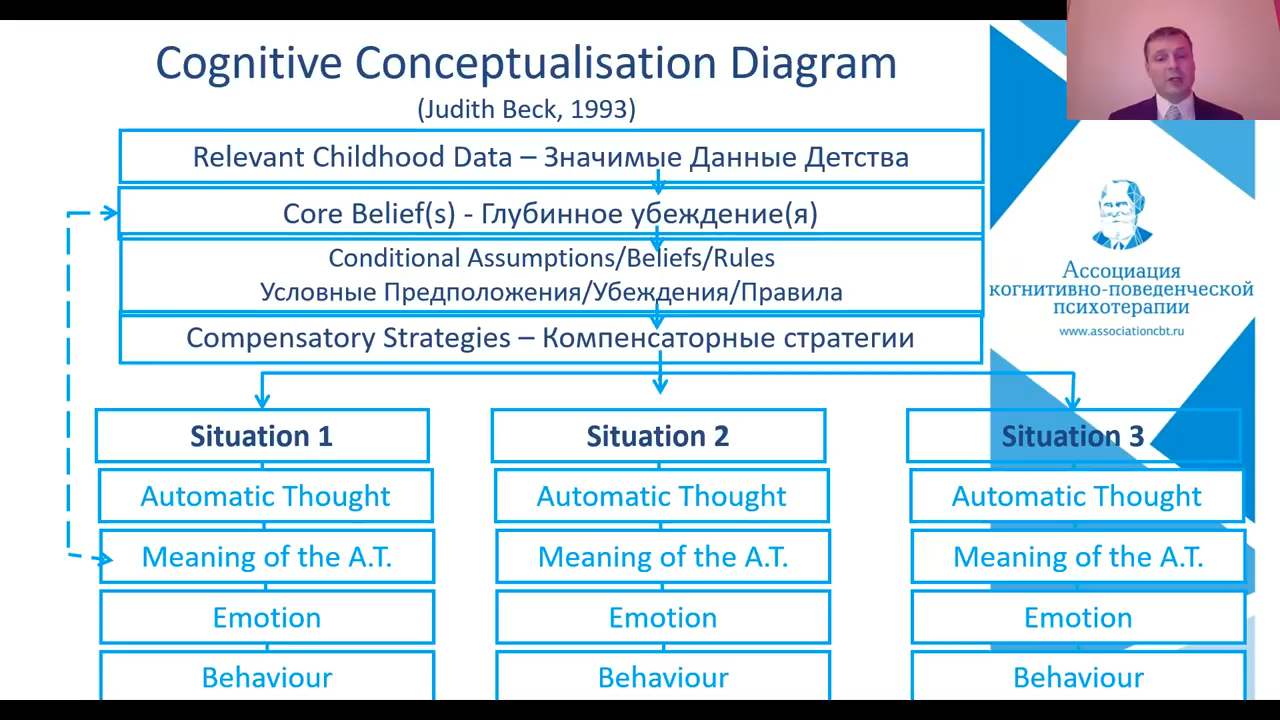 Cognitive Conceptualisation Diagram
(Judith Beck, 1993)
Relevant Childhood Data – Значимые Данные Детства
Core Belief(s) - Глубинное убеждение(я)
Conditional Assumptions/Beliefs/Rules
Условные Предположения/Убеждения/Правила
Compensatory Strategies – Компенсаторные стратегии
Ассоциация
когнитивно-поведенческой
психотерапии
www.associationcbt.ru
Situation 1
Automatic Thought
Meaning of the A.T.
Emotion
Behaviour
Situation 2
Automatic Thought
Meaning of the A.T.
Emotion
Behaviour
Situation 3
Automatic Thought
Meaning of the A.T.
Emotion
Behaviour